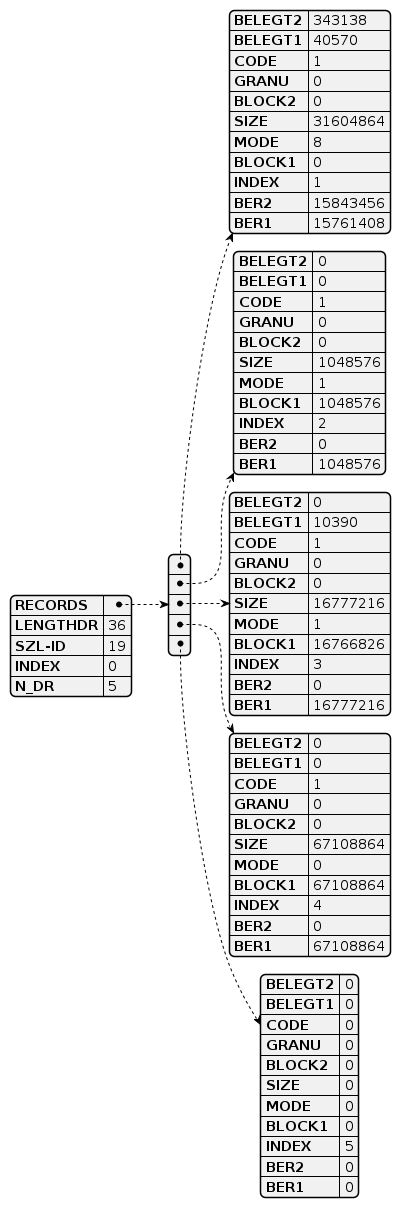 BELEGT2 343138
BELEGT1 40570
CODE 1
GRANU 0
BLOCK2 0
SIZE 31604864
MODE 8
BLOCK1 0
INDEX 1
BER2 15843456
BER1 15761408
BELEGT2 0
BELEGT1 0
CODE 1
GRANU 0
BLOCK2 0
SIZE 1048576
MODE 1
BLOCK1 1048576
INDEX 2
BER2 0
BER1 1048576
BELEGT2 0
BELEGT1 10390
CODE 1
GRANU 0
BLOCK2 0
SIZE 16777216
MODE 1
BLOCK1 16766826
INDEX 3
BER2 0
BER1 16777216
RECORDS
LENGTHDR 36
SZL-ID 19
INDEX 0
N_DR 5
BELEGT2 0
BELEGT1 0
CODE 1
GRANU 0
BLOCK2 0
SIZE 67108864
MODE 0
BLOCK1 67108864
INDEX 4
BER2 0
BER1 67108864
BELEGT2 0
BELEGT1 0
CODE 0
GRANU 0
BLOCK2 0
SIZE 0
MODE 0
BLOCK1 0
INDEX 5
BER2 0
BER1 0